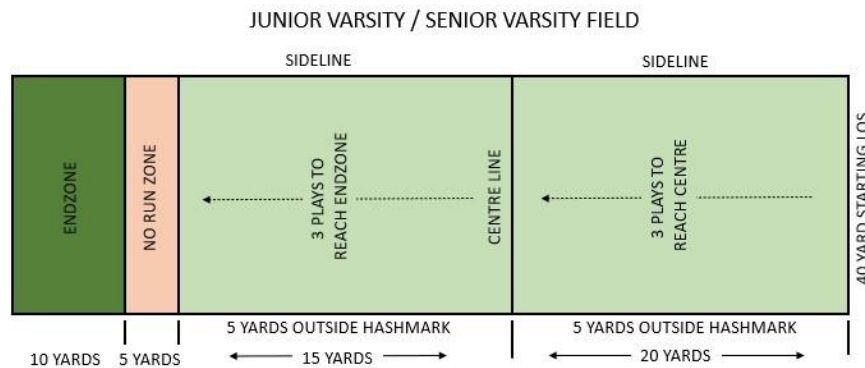 JUNIOR VARSITY / SENIOR VARSITY FIELD
SIDELINE
SIDELINE
ENDZONE
NO RUN ZONE
3 PLAYS TO
REACH ENDZONE
CENTRE LINE
3 PLAYS TO
REACH CENTRE
40 YARD STARTING LOS
5 YARDS OUTSIDE HASHMARK
5 YARDS OUTSIDE HASHMARK
10 YARDS
5 YARDS
15 YARDS
20 YARDS